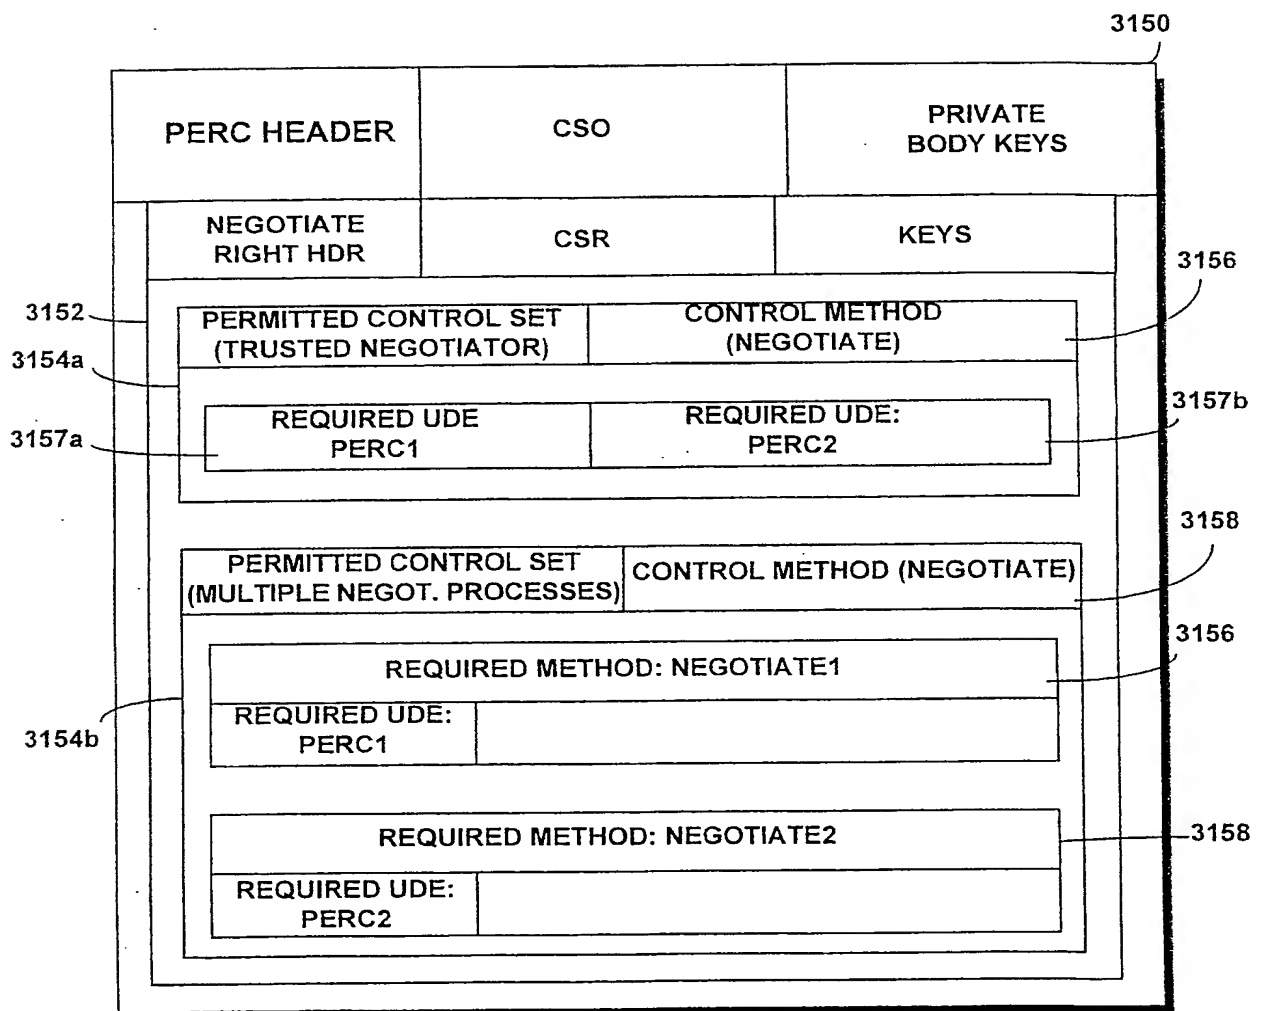 3150
PERC HEADER
CSO
PRIVATE
BODY KEYS
NEGOTIATE
RIGHT HDR
CSR
KEYS
3156
3152
PERMITTED CONTROL SET
(TRUSTED NEGOTIATOR)
CONTROL METHOD
(NEGOTIATE)
3154a
3157a
REQUIRED UDE
PERC1
REQUIRED UDE:
PERC2
3157b
3158
PERMITTED CONTROL SET
(MULTIPLE NEGOT. PROCESSES)
CONTROL METHOD (NEGOTIATE)
3156
REQUIRED METHOD: NEGOTIATE1
REQUIRED UDE:
PERC1
3154b
REQUIRED METHOD: NEGOTIATE2
3158
REQUIRED UDE:
PERC2